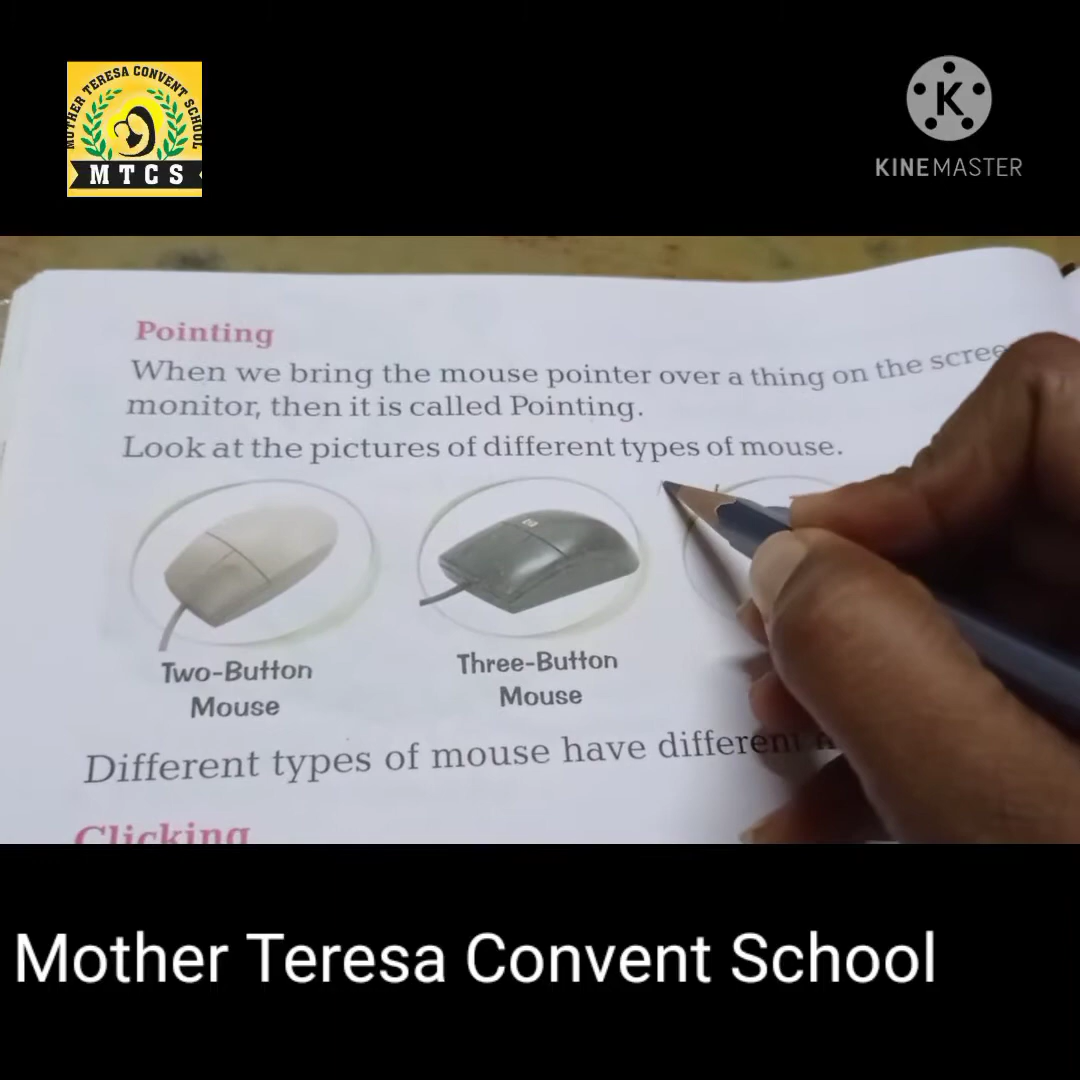 MOTHER TERESA CONVENT SCHOOL
MTCS
K
KINEMASTER
Pointing
When we bring the mouse pointer over a thing on the
monitor, then it is called Pointing.
Look at the pictures of different types of mouse.
Two-Button
Mouse
Three-Button
Mouse
Different types of mouse have different
Clicking
Mother Teresa Convent School